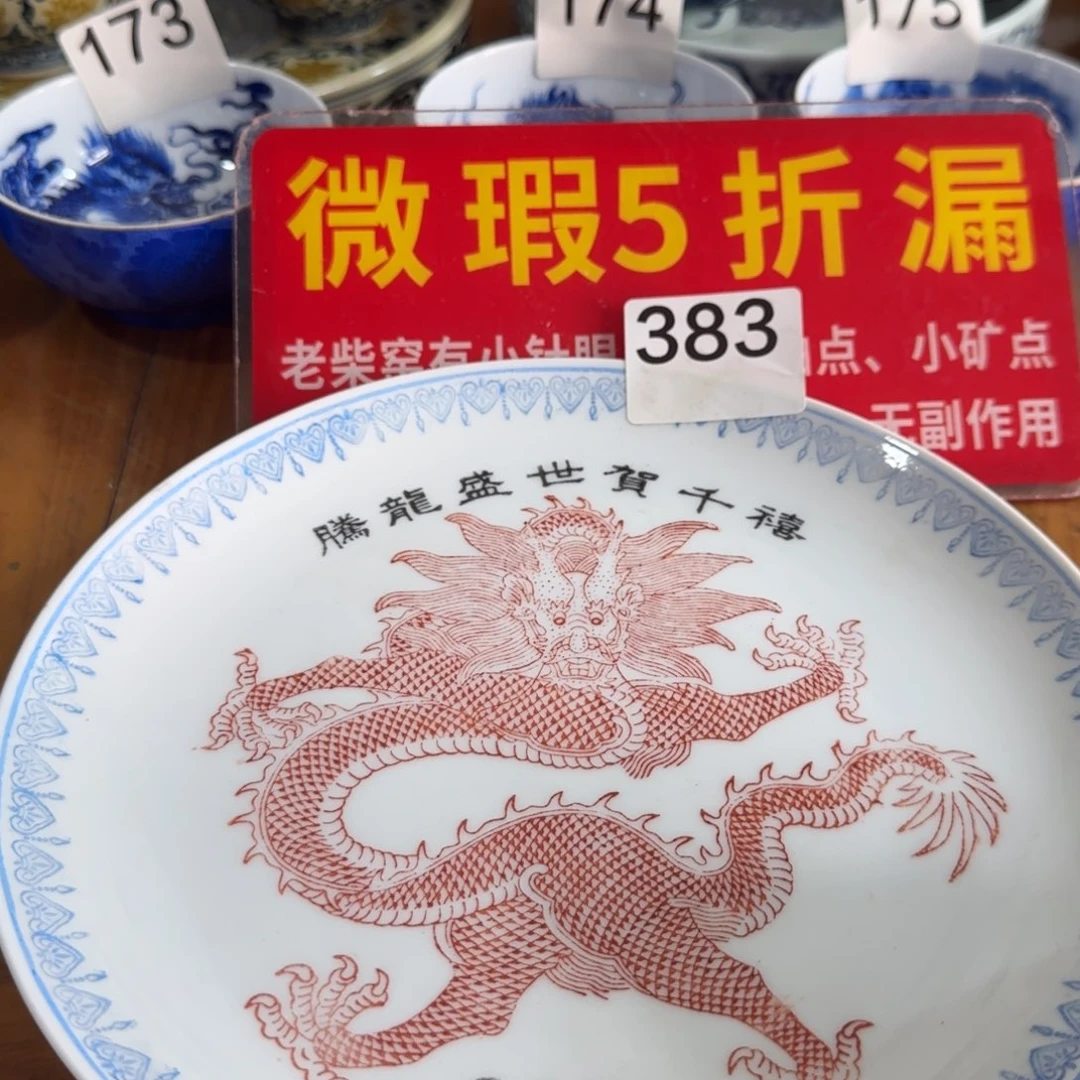 173
174
175
微瑕5折漏
383
老柴窑有小针眼
点、小矿点
无副作用
騰龍盛世賀千禧